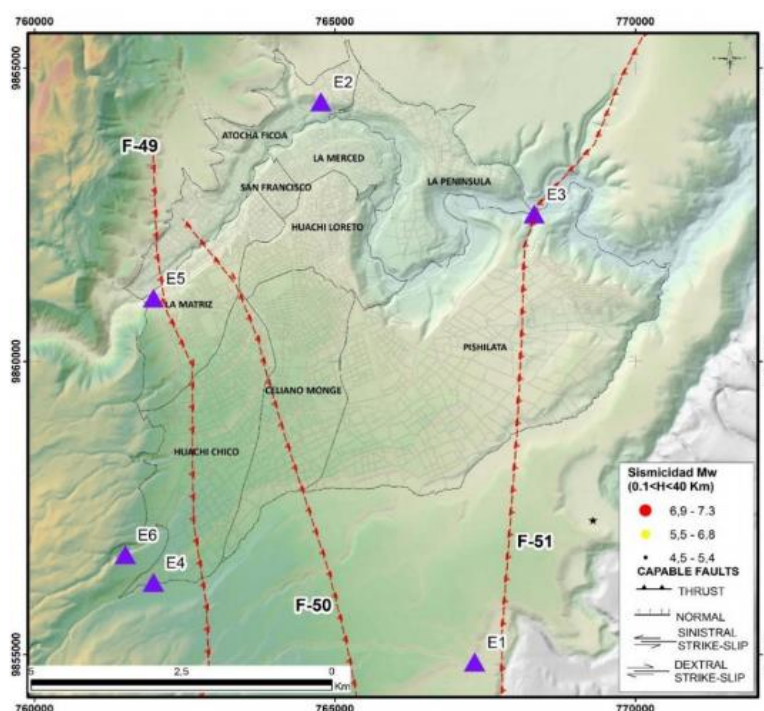 760000 765000 770000
9865000
9865000
E2
ATOCHA FICOA
F-49
LA MERCED
LA PENINSULA
SAN FRANCISCO
E3
HUACHI LORETO
E5
LA MATRIZ
9860000
9860000
PISHILATA
CELIANO MONGE
HUACHI CHICO
E6
E4
F-50
F-51
E1
9855000
9855000
5 2,5 0
Km
Sismicidad Mw
(0.1<H<40 Km)
6,9 - 7.3
5,5 - 6.8
4,5 - 5.4
CAPABLE FAULTS
THRUST
NORMAL
SINISTRAL
STRIKE-SLIP
DEXTRAL
STRIKE-SLIP
760000 765000 770000